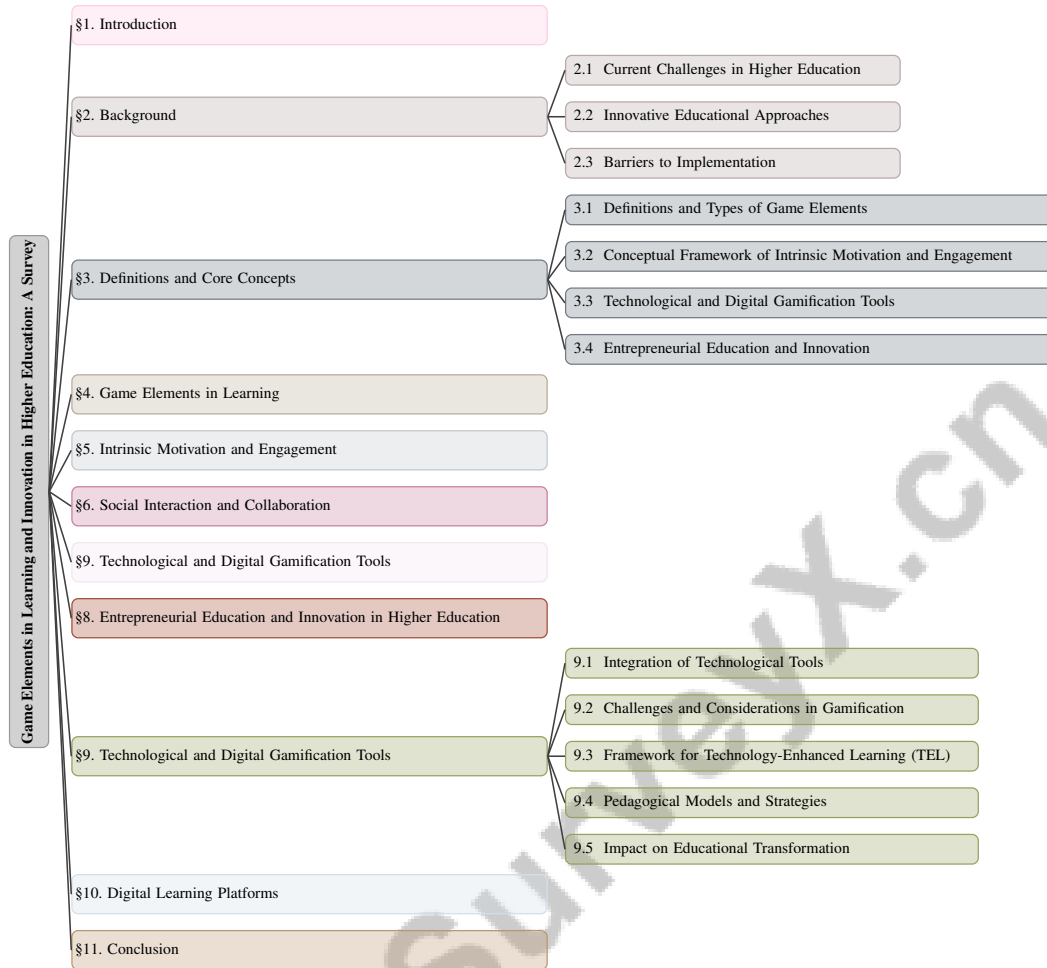 Game Elements in Learning and Innovation in Higher Education: A Survey
§1. Introduction
§2. Background
2.1 Current Challenges in Higher Education
2.2 Innovative Educational Approaches
2.3 Barriers to Implementation
§3. Definitions and Core Concepts
3.1 Definitions and Types of Game Elements
3.2 Conceptual Framework of Intrinsic Motivation and Engagement
3.3 Technological and Digital Gamification Tools
3.4 Entrepreneurial Education and Innovation
§4. Game Elements in Learning
§5. Intrinsic Motivation and Engagement
§6. Social Interaction and Collaboration
§9. Technological and Digital Gamification Tools
§8. Entrepreneurial Education and Innovation in Higher Education
§9. Technological and Digital Gamification Tools
9.1 Integration of Technological Tools
9.2 Challenges and Considerations in Gamification
9.3 Framework for Technology-Enhanced Learning (TEL)
9.4 Pedagogical Models and Strategies
9.5 Impact on Educational Transformation
§10. Digital Learning Platforms
§11. Conclusion
Surveyx.cn